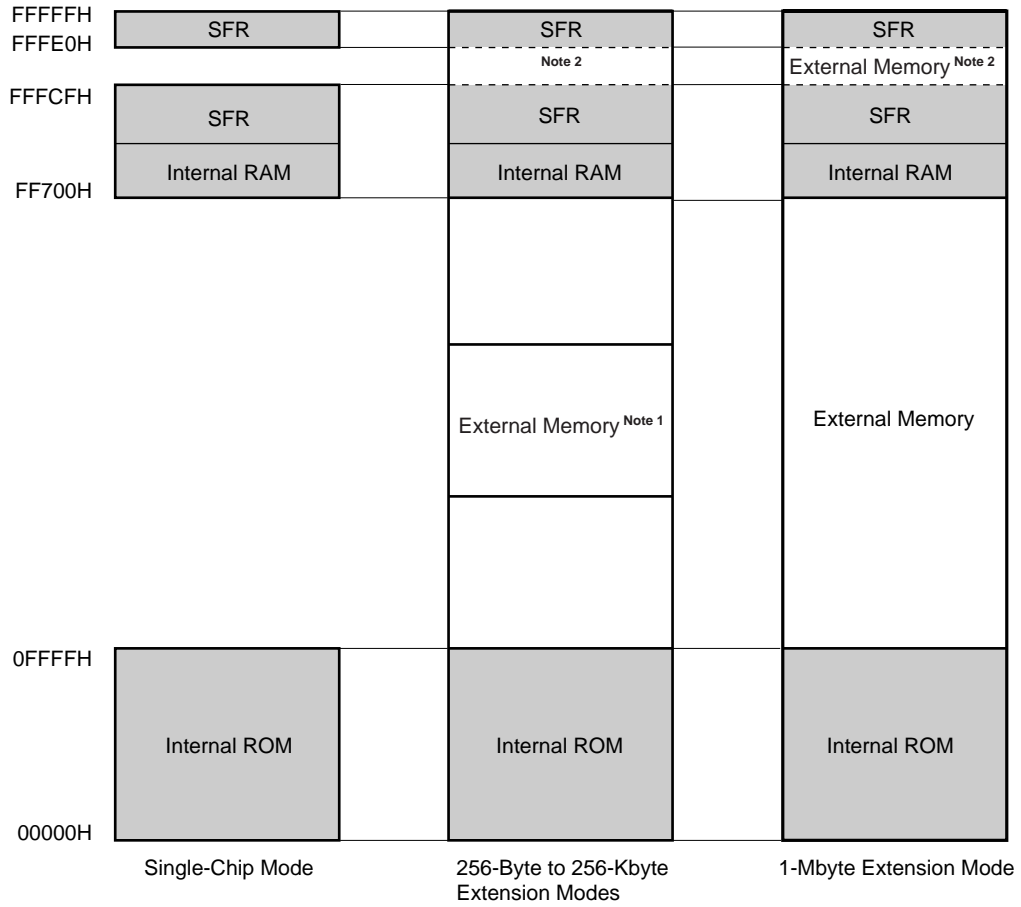 FFFFFH
SFR
SFR
SFR
FFFE0H
Note 2
External Memory Note 2
FFFCFH
SFR
SFR
SFR
Internal RAM
Internal RAM
Internal RAM
FF700H
External Memory Note 1
External Memory
0FFFFH
Internal ROM
Internal ROM
Internal ROM
00000H
Single-Chip Mode
256-Byte to 256-Kbyte
Extension Modes
1-Mbyte Extension Mode